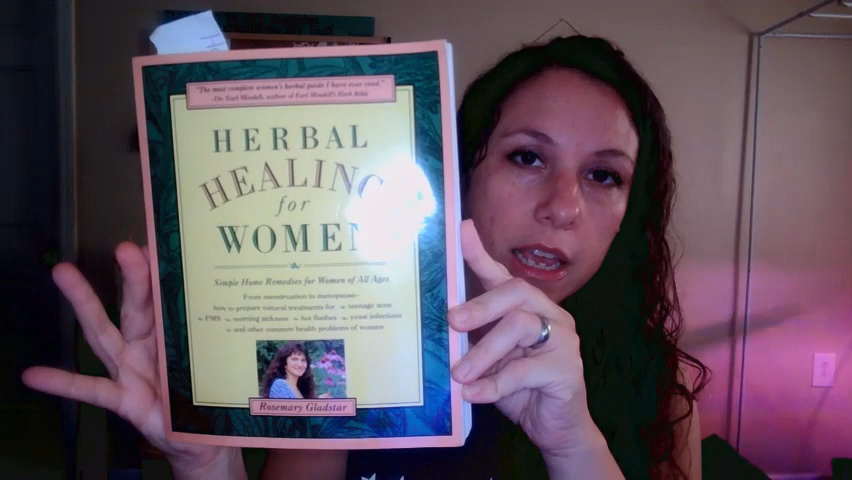 "The most complete women's herbal guide I have ever read."
-Dr. Earl Mindell, author of Earl Mindell's Herb Bible
HERBAL
HEALING
for
WOMEN
Simple Home Remedies for Women of All Ages
From menstruation to menopause-
how to prepare natural treatments for teenage acne
PMS morning sickness hot flashes yeast infections
and other common health problems of women
Rosemary Gladstar